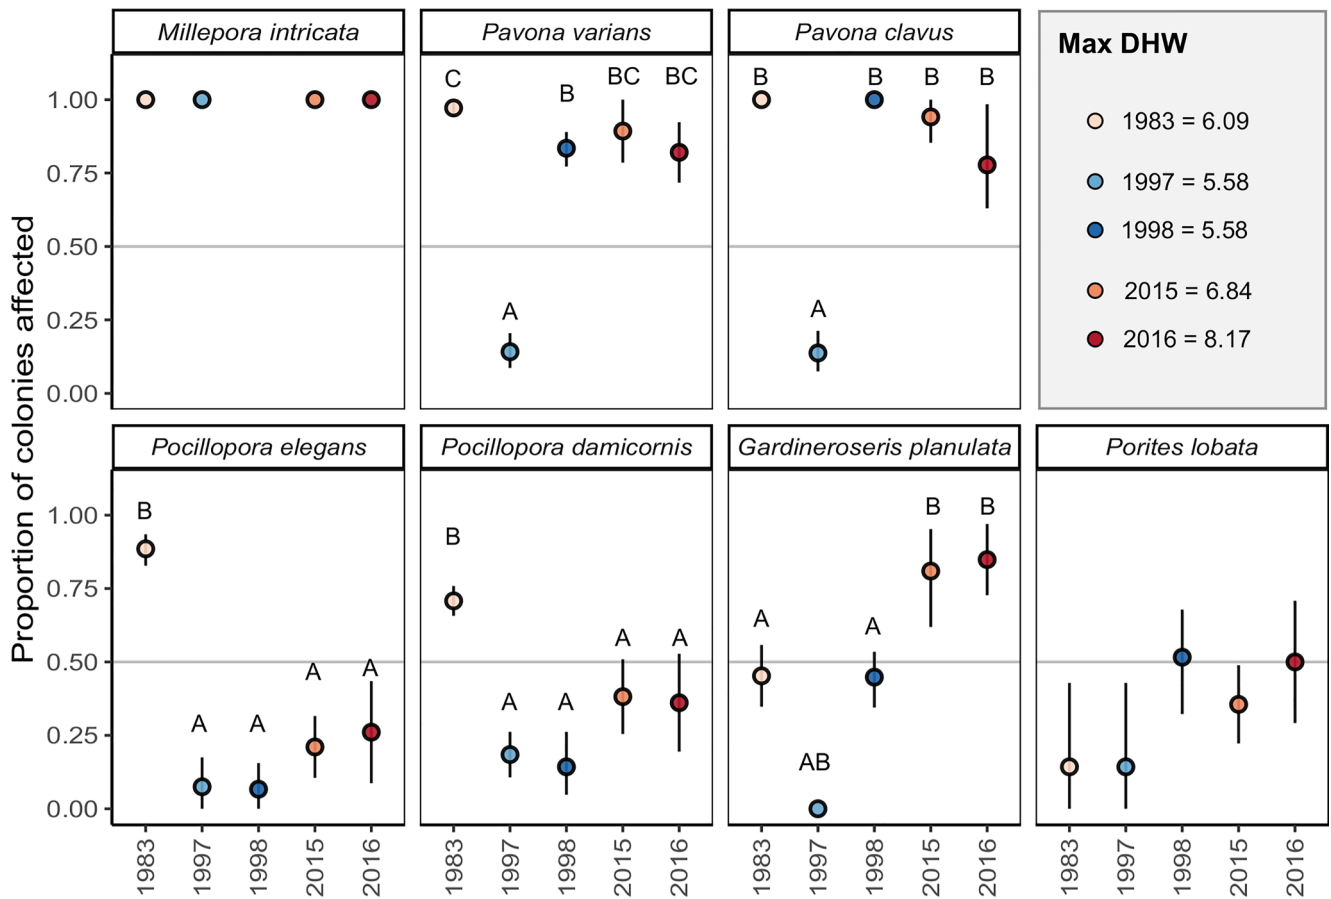 Millepora intricata
Pavona varians
Pavona clavus
Max DHW
1983 = 6.09
1997 = 5.58
1998 = 5.58
2015 = 6.84
2016 = 8.17
Proportion of colonies affected
1.00
0.75
0.50
0.25
0.00
C
A
B
BC
BC
B
A
B
B
B
Pocillopora elegans
Pocillopora damicornis
Gardineroseris planulata
Porites lobata
1.00
0.75
0.50
0.25
0.00
B
A
A
A
A
B
A
A
A
A
A
AB
A
B
B
1983
1997
1998
2015
2016
1983
1997
1998
2015
2016
1983
1997
1998
2015
2016
1983
1997
1998
2015
2016